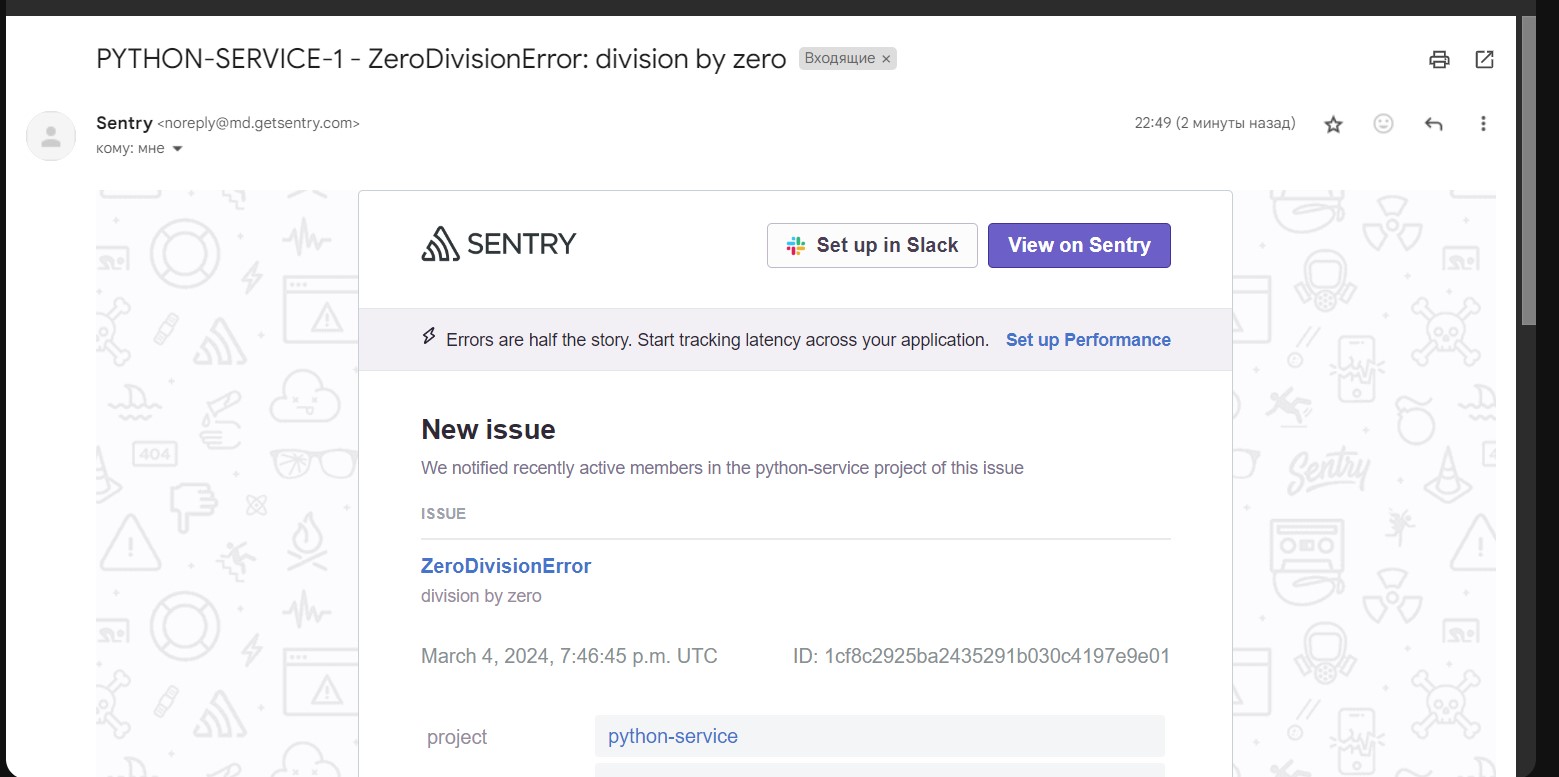 PYTHON-SERVICE-1 - ZeroDivisionError: division by zero Входящие ×
Sentry <noreply@md.getsentry.com> 22:49 (2 минуты назад)
кому: мне
SENTRY Set up in Slack View on Sentry
Errors are half the story. Start tracking latency across your application. Set up Performance
New issue
We notified recently active members in the python-service project of this issue
ISSUE
ZeroDivisionError
division by zero
March 4, 2024, 7:46:45 p.m. UTC ID: 1cf8c2925ba2435291b030c4197e9e01
project python-service
404
Sentry